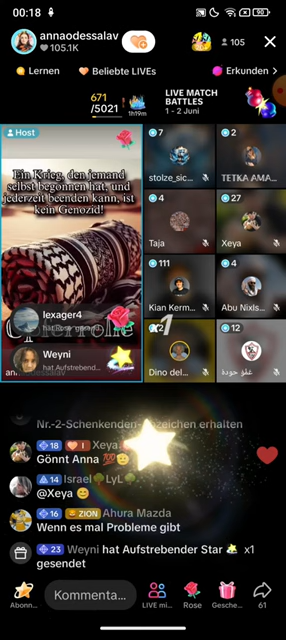 00:18
90
annaodessalav
105.1K
105
Lernen
Beliebte LIVEs
Erkunden
671
/5021
1h19m
LIVE MATCH
BATTLES
1 - 2 Juni
Host
Ein Krieg, den jemand
selbst begonnen hat, und
jederzeit beenden kann, ist
kein Genozid!
lexager4
Weyni
hat Aufstrebend...
7
stolze_sic...
2
TETKA AMA...
4
Taja
27
Xeya
111
Kian Kerm...
4
Abu Nixls...
Dino del...
12
Nr.-2-Schenkenden-Abzeichen erhalten
18 I Xeya
Gönnt Anna 💯
14 Israel LyL
@Xeya 😊
16 ZION Ahura Mazda
Wenn es mal Probleme gibt
23 Weyni hat Aufstrebender Star x1
gesendet
Abonn...
Kommenta...
LIVE mi...
Rose
Gesche...
61